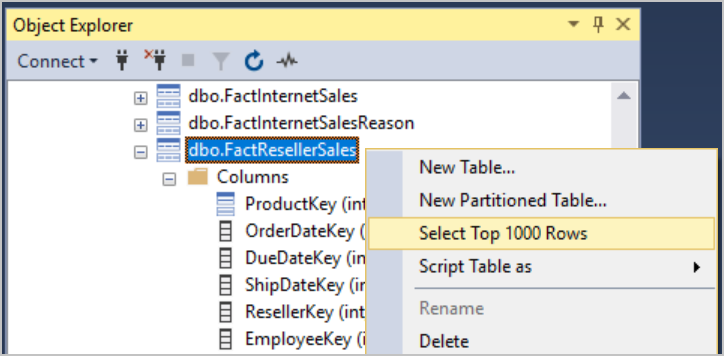 Object Explorer
Connect
dbo.FactInternetSales
dbo.FactInternetSalesReason
dbo.FactResellerSales
Columns
ProductKey (int
OrderDateKey (
DueDateKey (in
ShipDateKey (in
ResellerKey (int
EmployeeKey (i
New Table...
New Partitioned Table...
Select Top 1000 Rows
Script Table as
Rename
Delete